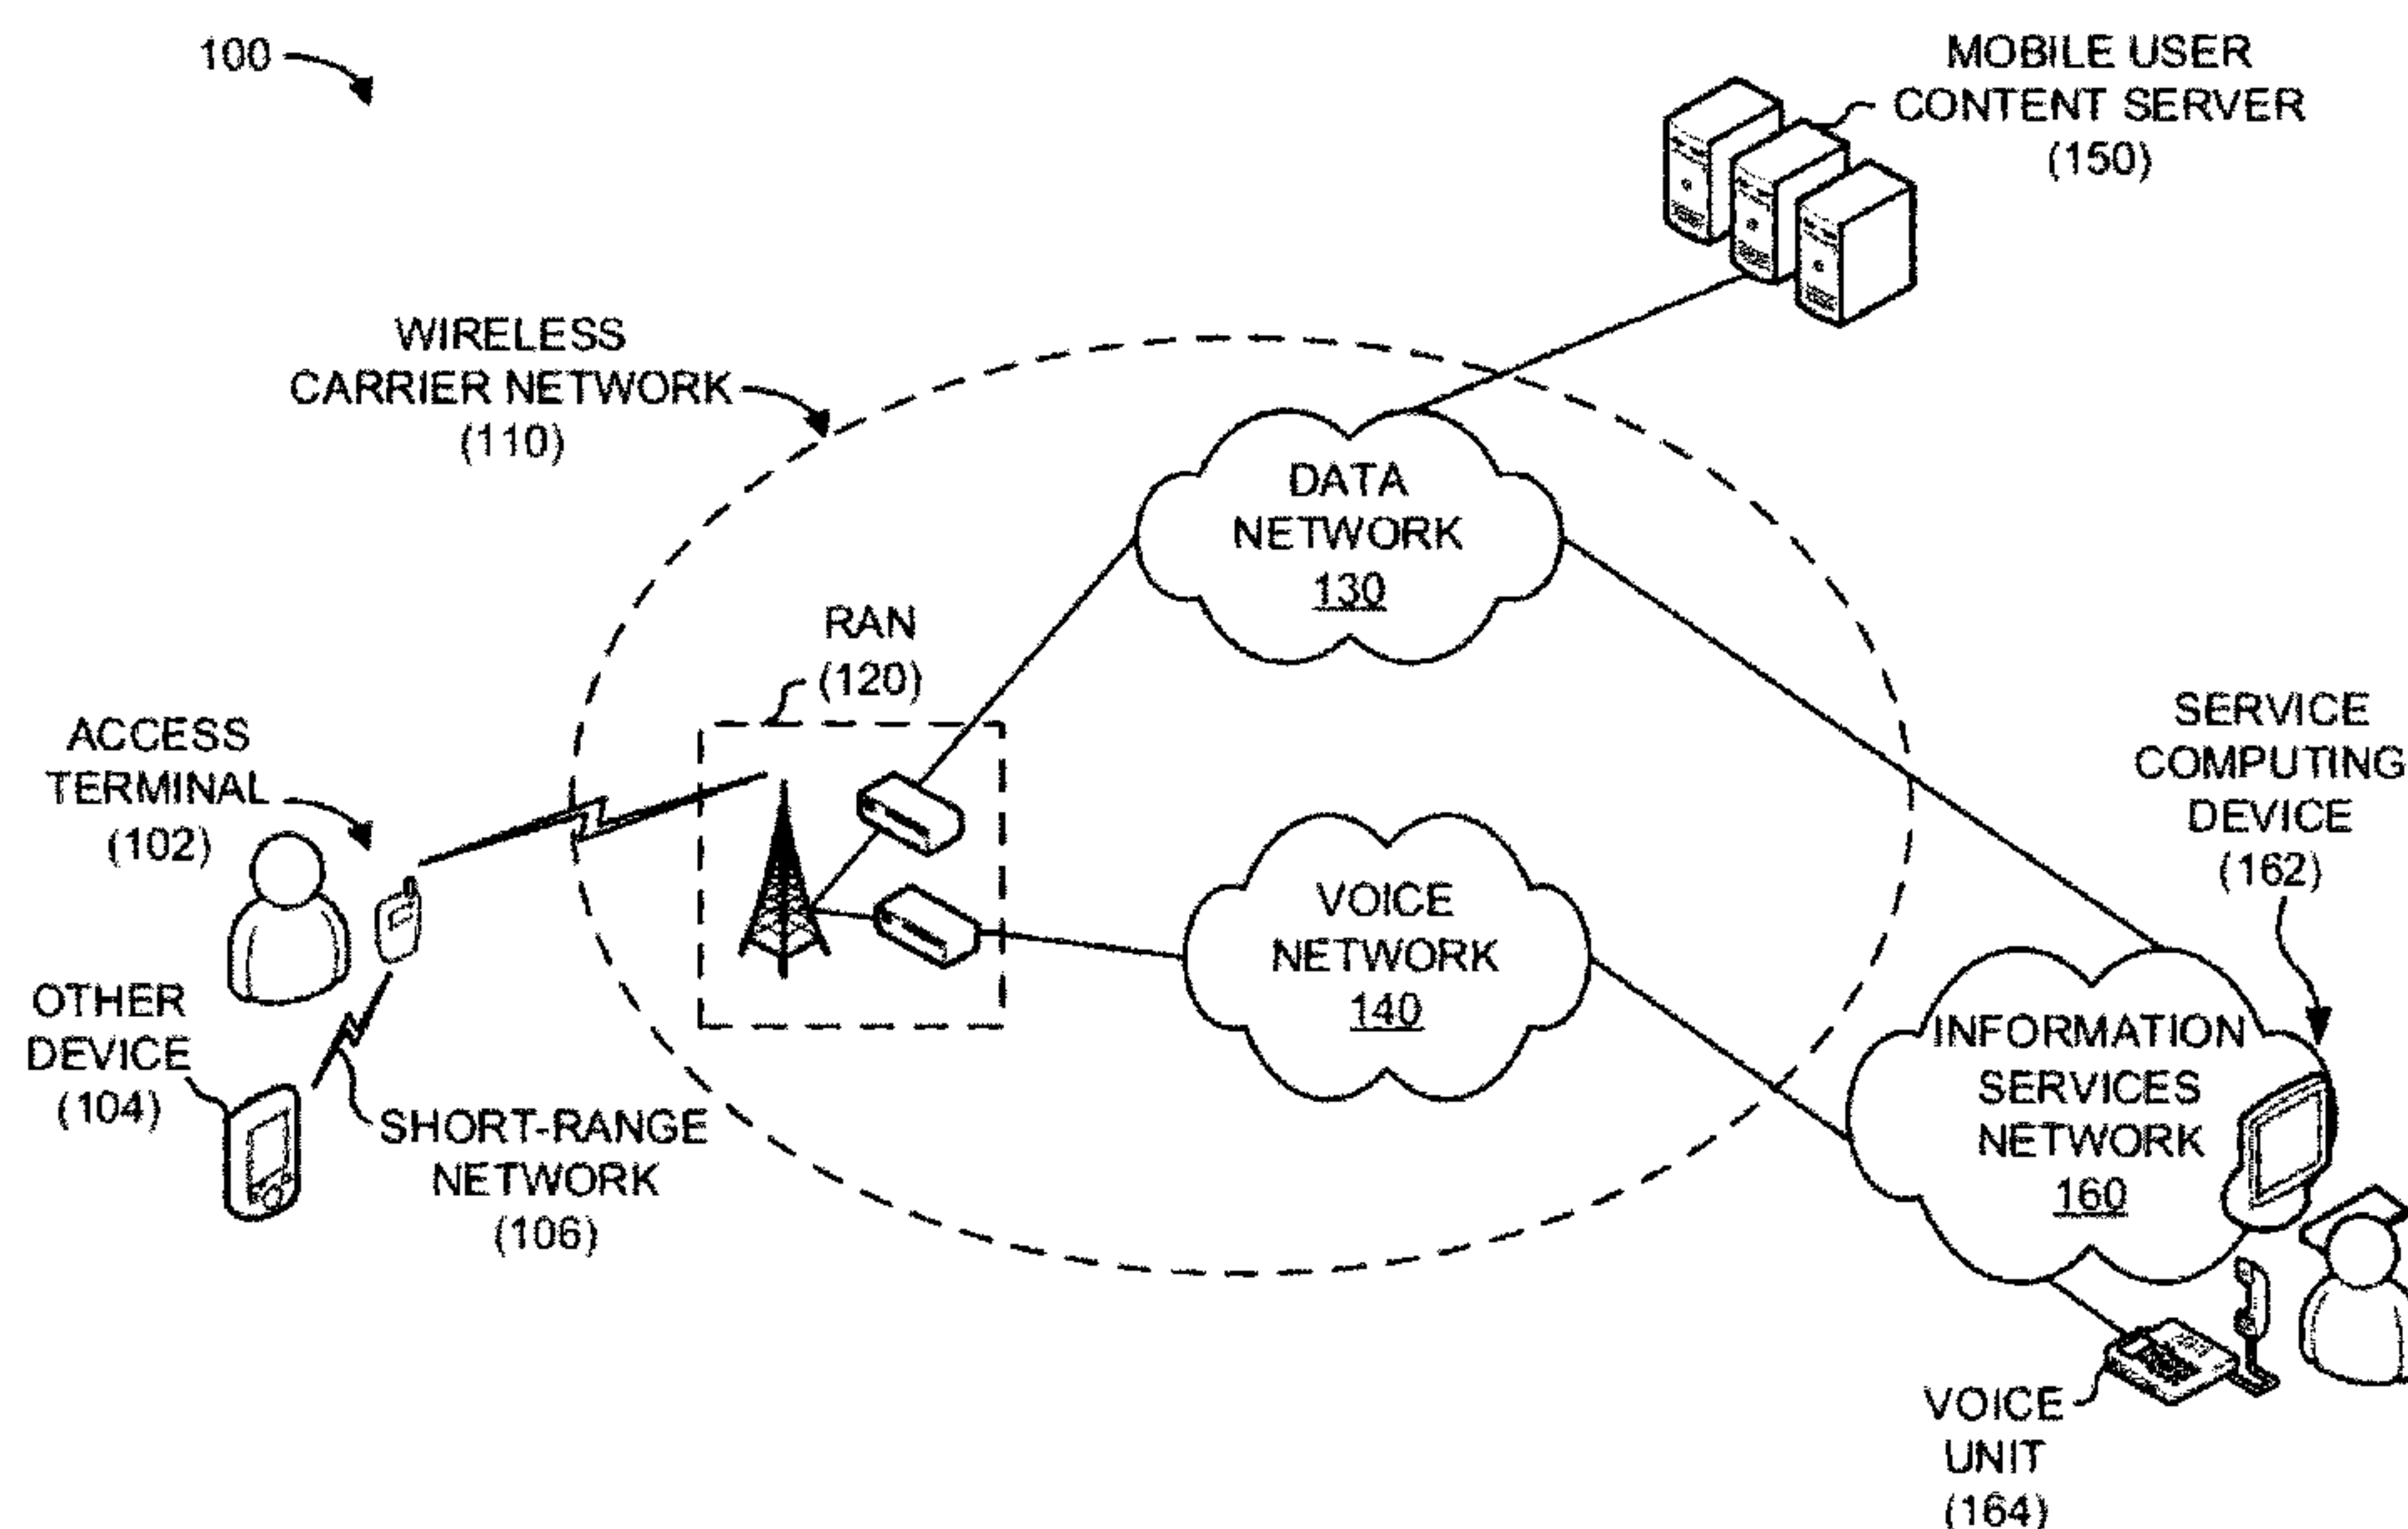 100
MOBILE USER
CONTENT SERVER
(150)
WIRELESS
CARRIER NETWORK
(110)
DATA
NETWORK
130
RAN
(120)
ACCESS
TERMINAL
(102)
SERVICE
COMPUTING
DEVICE
(162)
VOICE
NETWORK
140
OTHER
DEVICE
(104)
SHORT-RANGE
NETWORK
(106)
INFORMATION
SERVICES
NETWORK
160
VOICE
UNIT
(164)